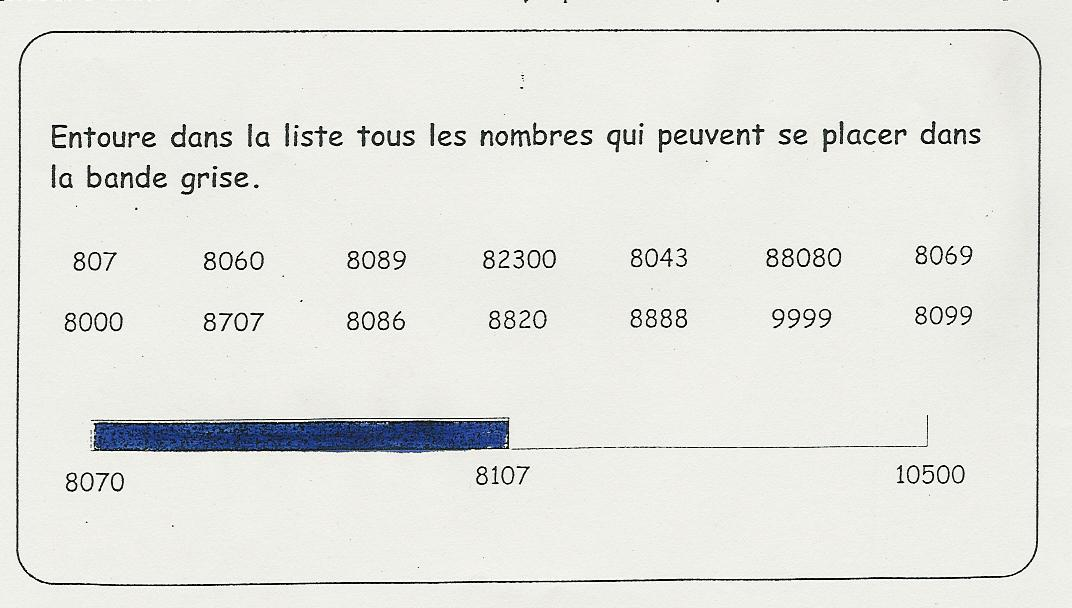 Entoure dans la liste tous les nombres qui peuvent se placer dans
la bande grise.
807 8060 8089 82300 8043 88080 8069
8000 8707 8086 8820 8888 9999 8099
8070 8107 10500